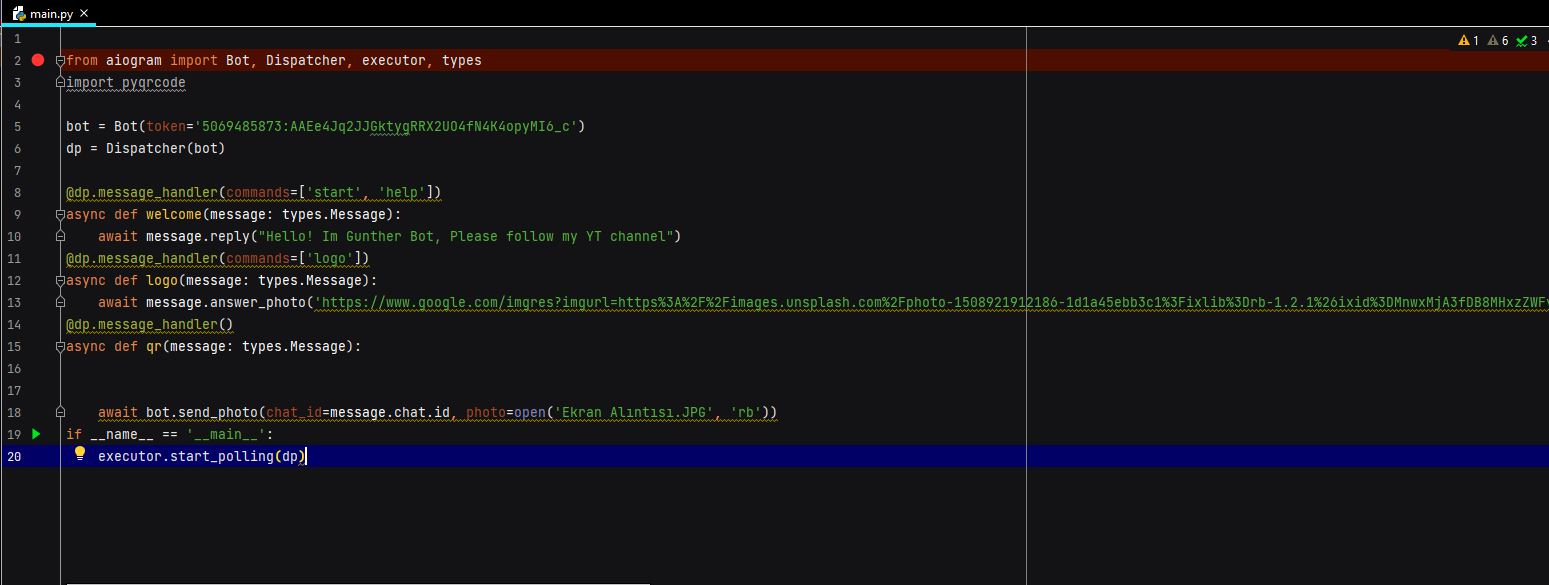 main.py
1
1 6 3
2 from aiogram import Bot, Dispatcher, executor, types
3 import pyqrcode
4
5 bot = Bot(token='5069485873:AAEe4Jq2JJGktygRRX2UO4fN4K4opyMI6_c')
6 dp = Dispatcher(bot)
7
8 @dp.message_handler(commands=['start', 'help'])
9 async def welcome(message: types.Message):
10 await message.reply("Hello! Im Gunther Bot, Please follow my YT channel")
11 @dp.message_handler(commands=['logo'])
12 async def logo(message: types.Message):
13 await message.answer_photo('https://www.google.com/imgres?imgurl=https%3A%2F%2Fimages.unsplash.com%2Fphoto-1508921912186-1d1a45ebb3c1%3Fixlib%3Drb-1.2.1%26ixid%3DMnwxMjA3fDB8MHxzZWF
14 @dp.message_handler()
15 async def qr(message: types.Message):
16
17
18 await bot.send_photo(chat_id=message.chat.id, photo=open('Ekran Alıntısı.JPG', 'rb'))
19 if __name__ == '__main__':
20 executor.start_polling(dp)